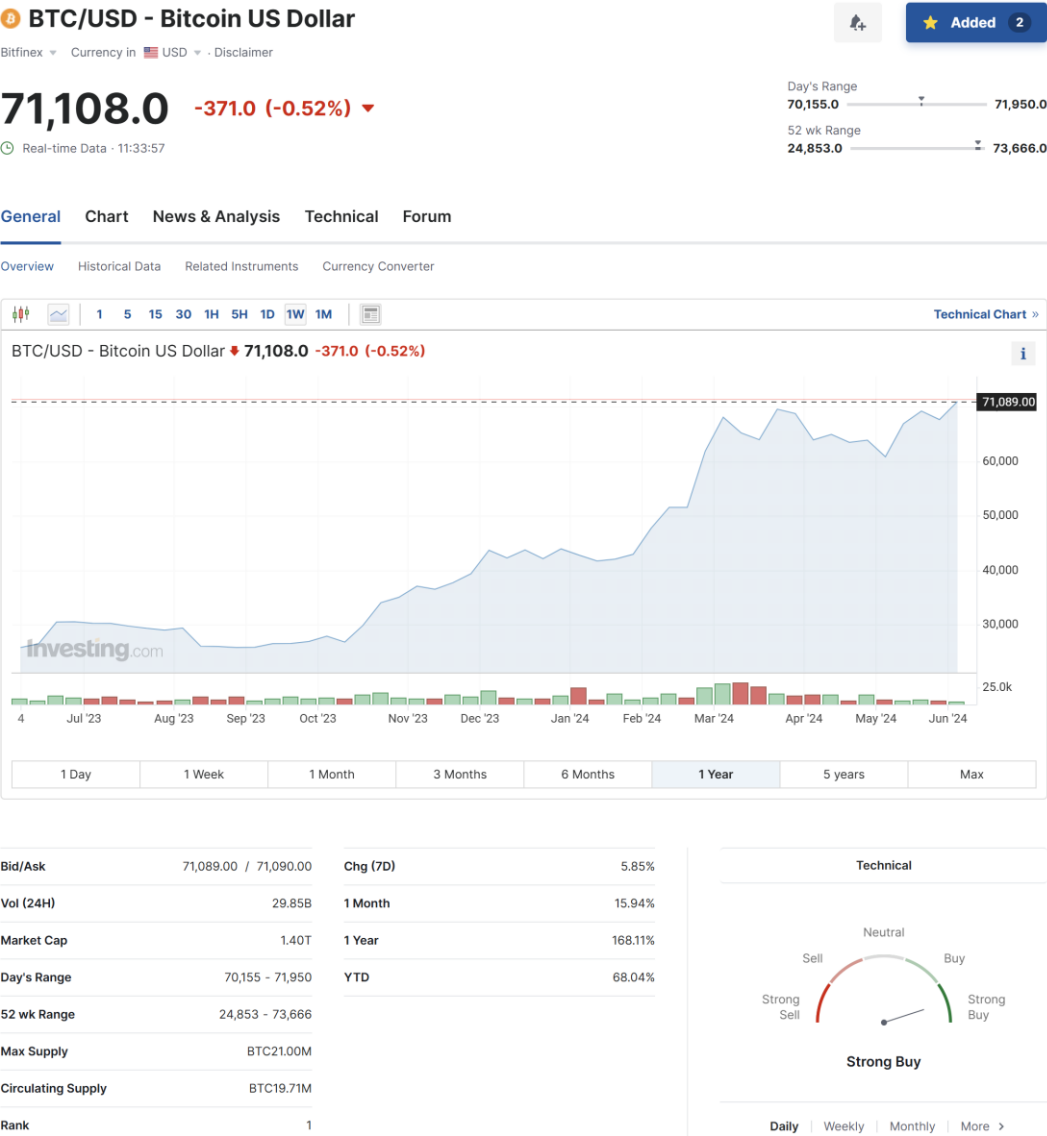 BTC/USD - Bitcoin US Dollar
Added 2
Bitfinex Currency in USD · Disclaimer
71,108.0 -371.0 (-0.52%)
Real-time Data · 11:33:57
Day's Range
70,155.0 71,950.0
52 wk Range
24,853.0 73,666.0
General Chart News & Analysis Technical Forum
Overview Historical Data Related Instruments Currency Converter
1 5 15 30 1H 5H 1D 1W 1M Technical Chart »
BTC/USD - Bitcoin US Dollar 71,108.0 -371.0 (-0.52%)
i
71,089.00
60,000
50,000
40,000
30,000
Investing.com
25.0k
4 Jul '23 Aug '23 Sep '23 Oct '23 Nov '23 Dec '23 Jan '24 Feb '24 Mar '24 Apr '24 May '24 Jun '24
1 Day 1 Week 1 Month 3 Months 6 Months 1 Year 5 years Max
Bid/Ask 71,089.00 / 71,090.00
Vol (24H) 29.85B
Market Cap 1.40T
Day's Range 70,155 - 71,950
52 wk Range 24,853 - 73,666
Max Supply BTC21.00M
Circulating Supply BTC19.71M
Rank 1
Chg (7D) 5.85%
1 Month 15.94%
1 Year 168.11%
YTD 68.04%
Technical
Neutral
Sell Buy
Strong Sell Strong Buy
Strong Buy
Daily Weekly Monthly More